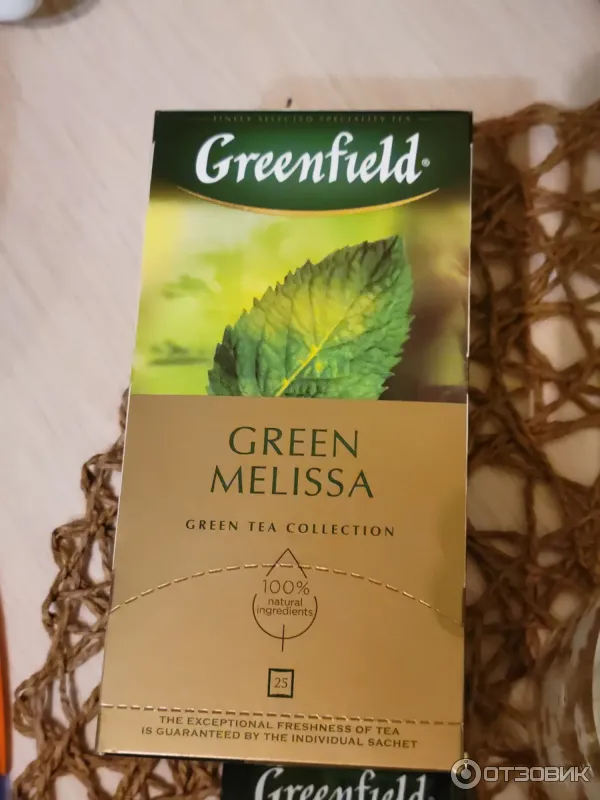 FINELY SELECTED SPECIALITY TEA
Greenfield®
GREEN
MELISSA
GREEN TEA COLLECTION
100%
natural
ingredients
25
THE EXCEPTIONAL FRESHNESS OF TEA
IS GUARANTEED BY THE INDIVIDUAL SACHET
Greenfield
ОТЗОВИК